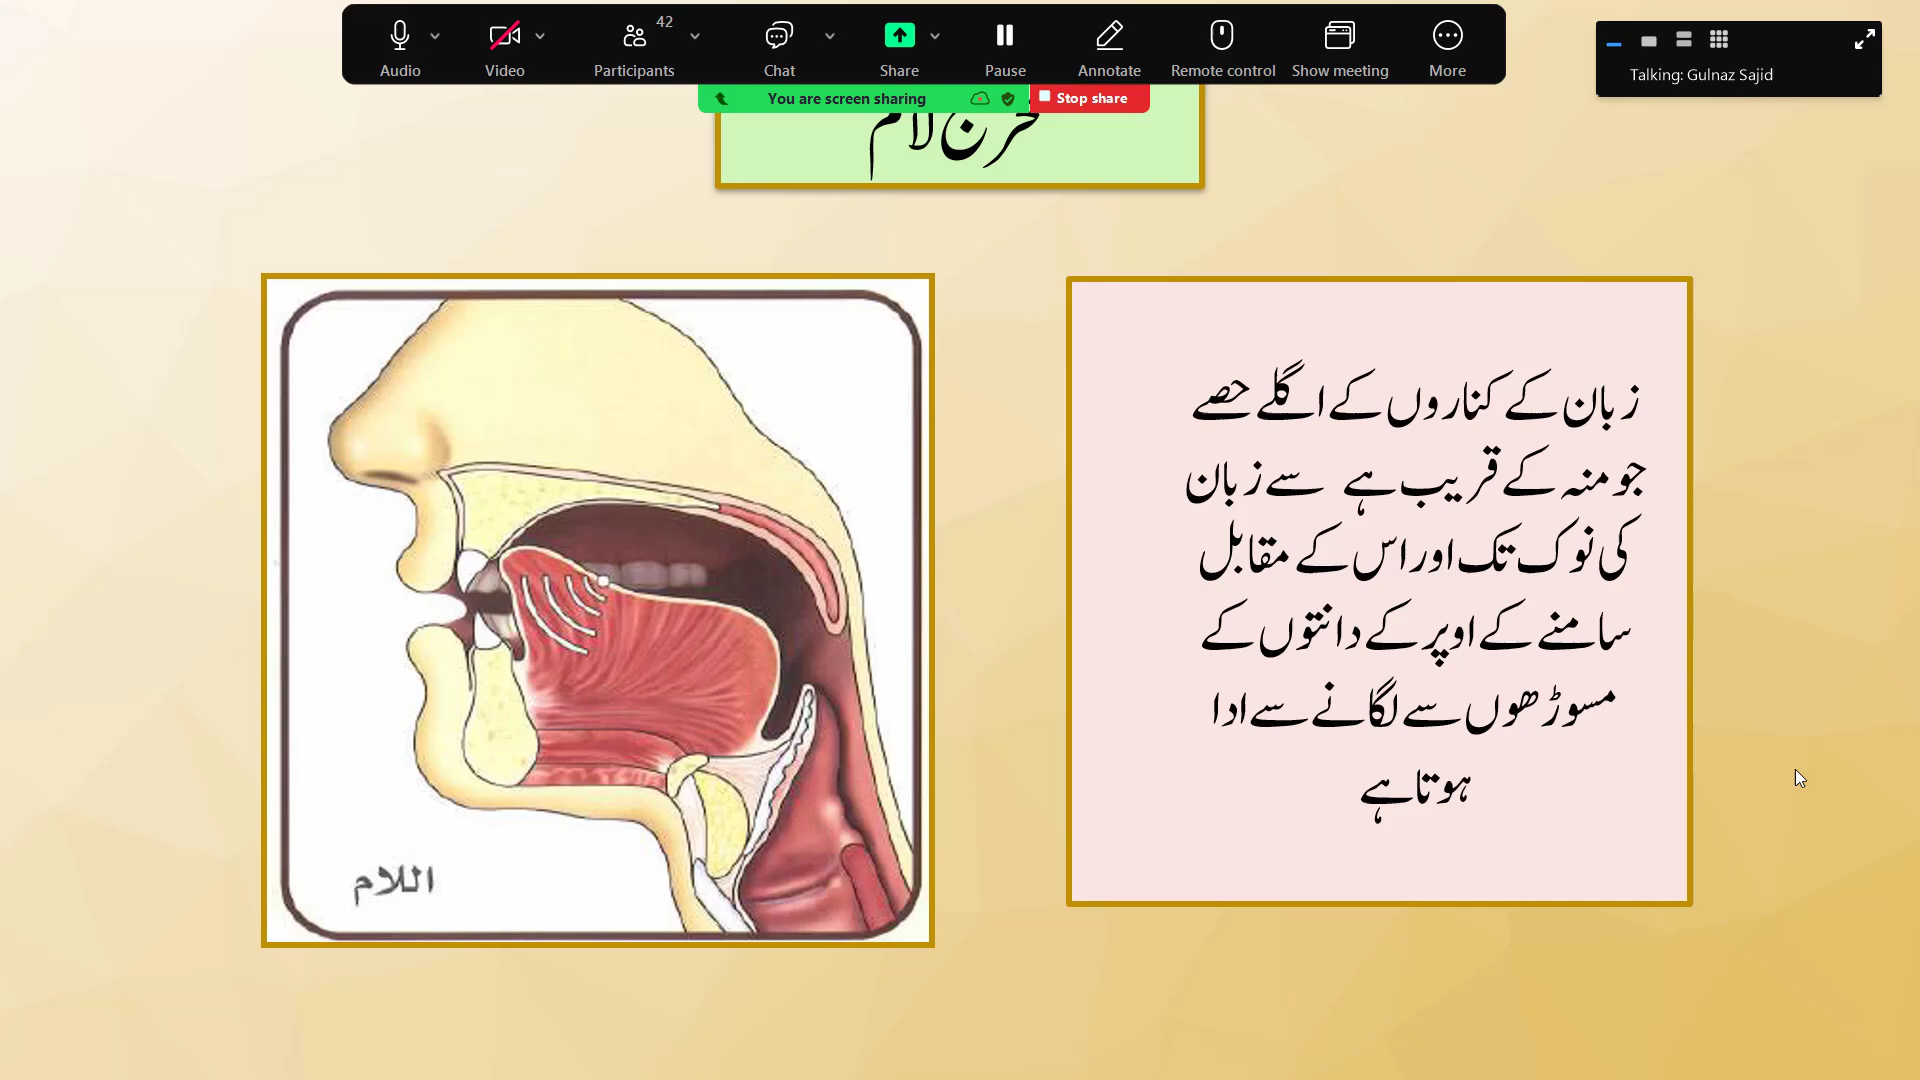 42
Audio
Video
Participants
Chat
Share
Pause
Annotate
Remote control
Show meeting
More
Talking: Gulnaz Sajid
You are screen sharing
Stop share
مخرج لام
زبان کے کناروں کے اگلے حصے
جو منہ کے قریب ہے سے زبان
کی نوک تک اور اس کے مقابل
سامنے کے اوپر کے دانتوں کے
مسوڑھوں سے لگانے سے ادا
ہوتا ہے
اللام